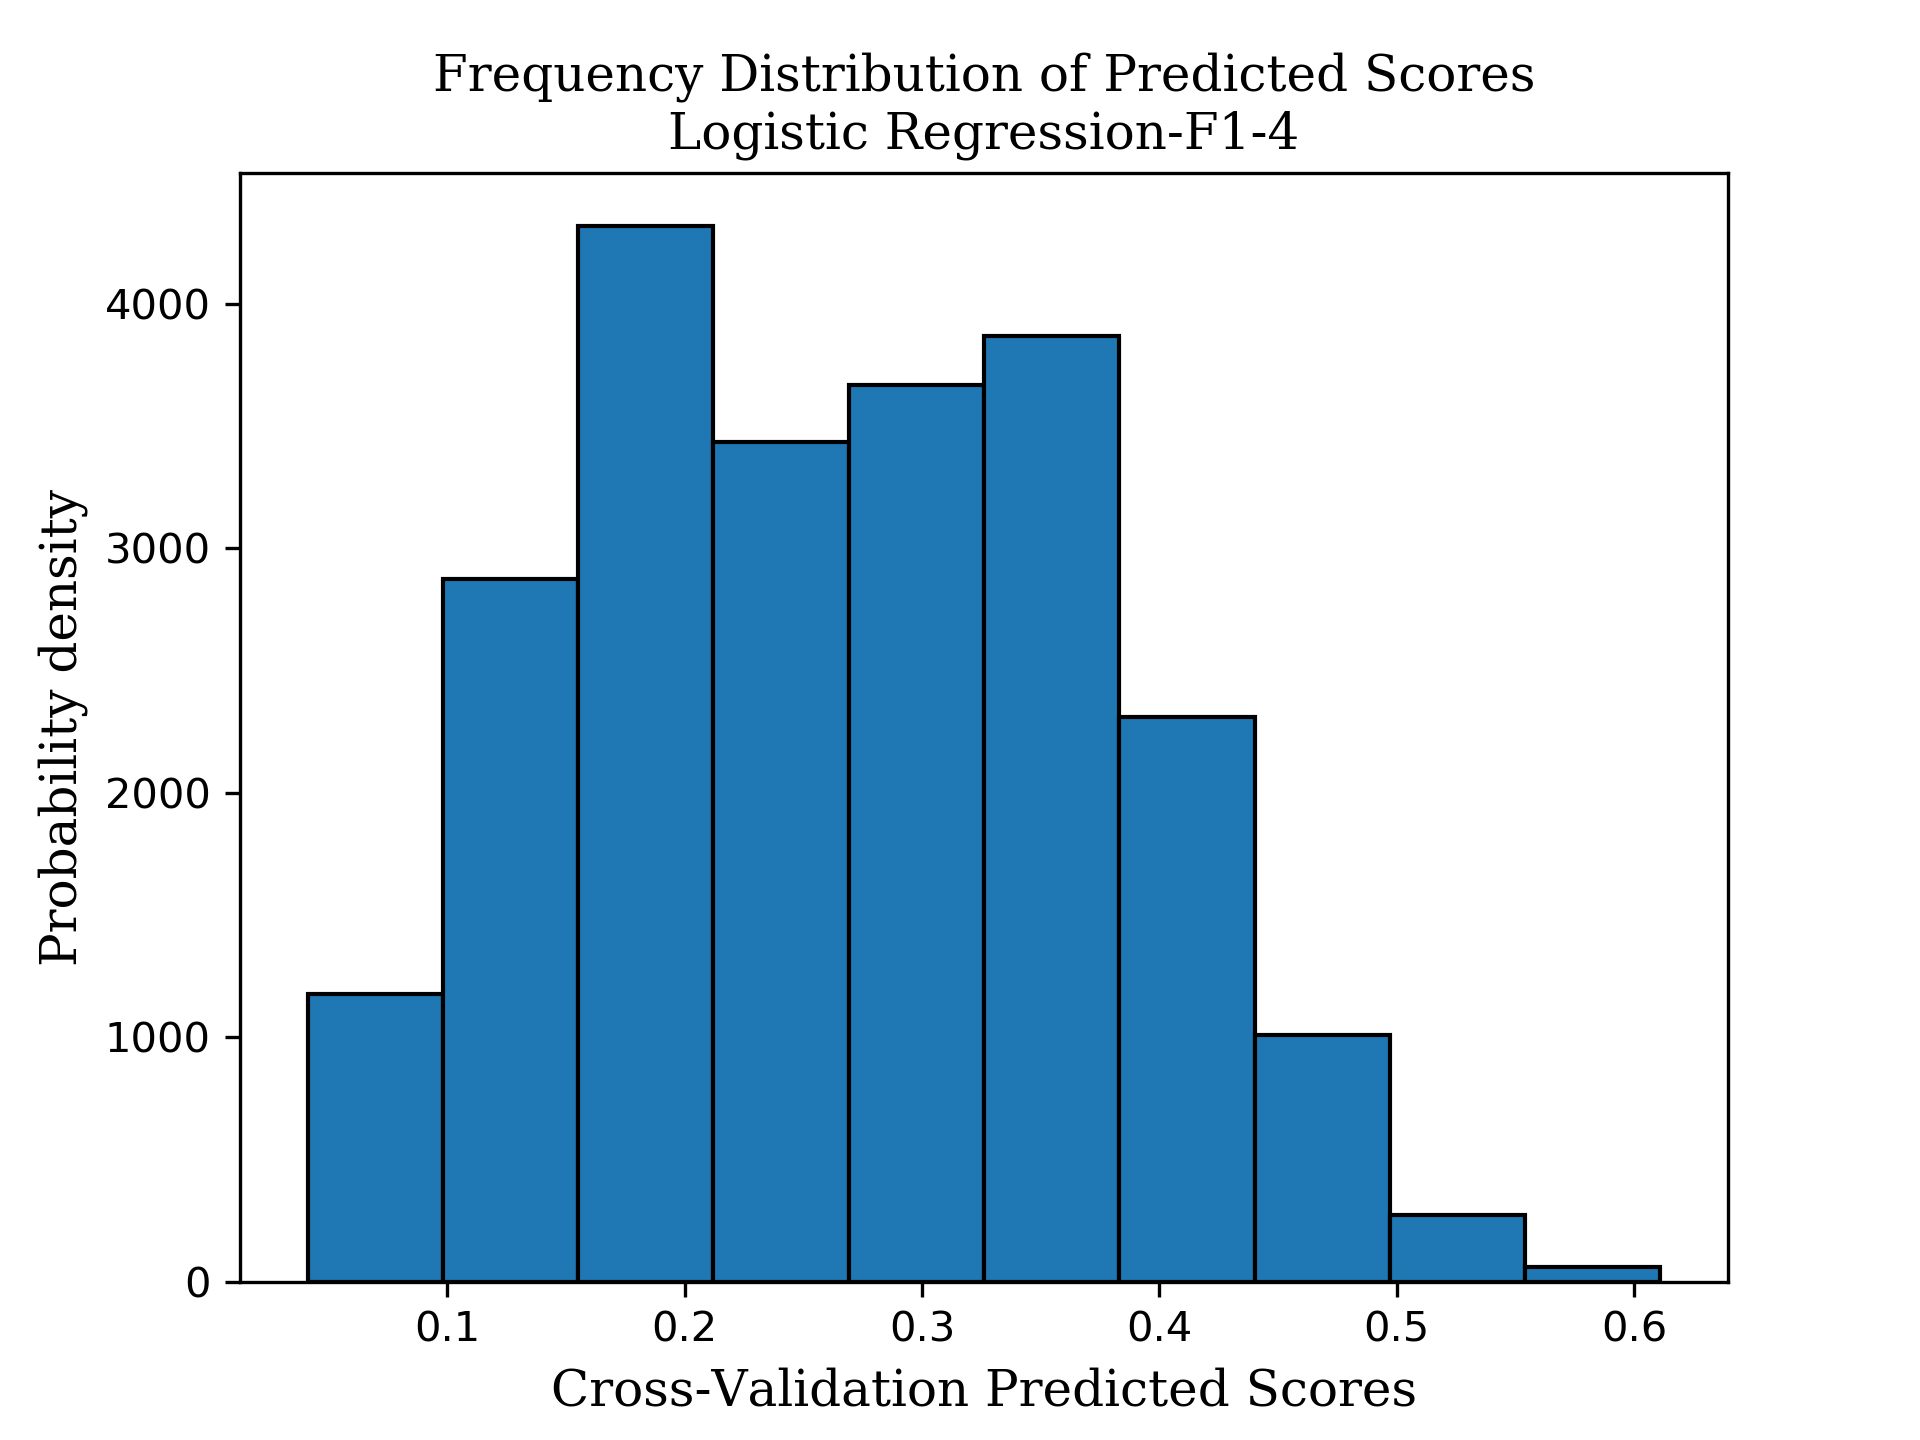 Frequency Distribution of Predicted Scores
Logistic Regression-F1-4
Probability density
4000
3000
2000
1000
0
0.1 0.2 0.3 0.4 0.5 0.6
Cross-Validation Predicted Scores